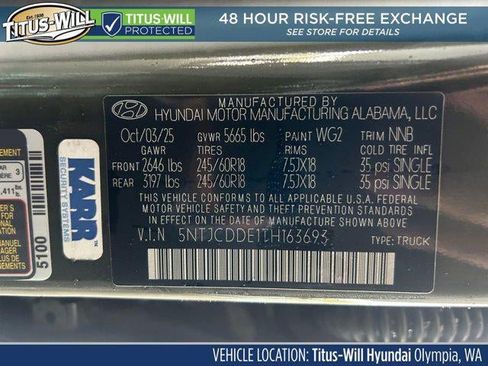 EST. 1938
TITUS-WILL
TITUS-WILL
PROTECTED
48 HOUR RISK-FREE EXCHANGE
SEE STORE FOR DETAILS
MANUFACTURED BY
HYUNDAI MOTOR MANUFACTURING ALABAMA, LLC
Oct/03/25 GVWR 5665 lbs PAINT WG2 TRIM NNB
GAWR TIRES RIMS COLD TIRE INFL
FRONT 2646 lbs 245/60R18 7.5JX18 35 psi SINGLE
REAR 3197 lbs 245/60R18 7.5JX18 35 psi SINGLE
THIS VEHICLE CONFORMS TO ALL APPLICABLE
U.S. FEDERAL MOTOR VEHICLE SAFETY STANDARDS
IN EFFECT ON THE DATE OF MANUFACTURE SHOWN ABOVE
V.I.N 5NTJCDDE1TH163693 TYPE: TRUCK
KARR
SECURITY SYSTEMS
5100
VEHICLE LOCATION: Titus-Will Hyundai Olympia, WA